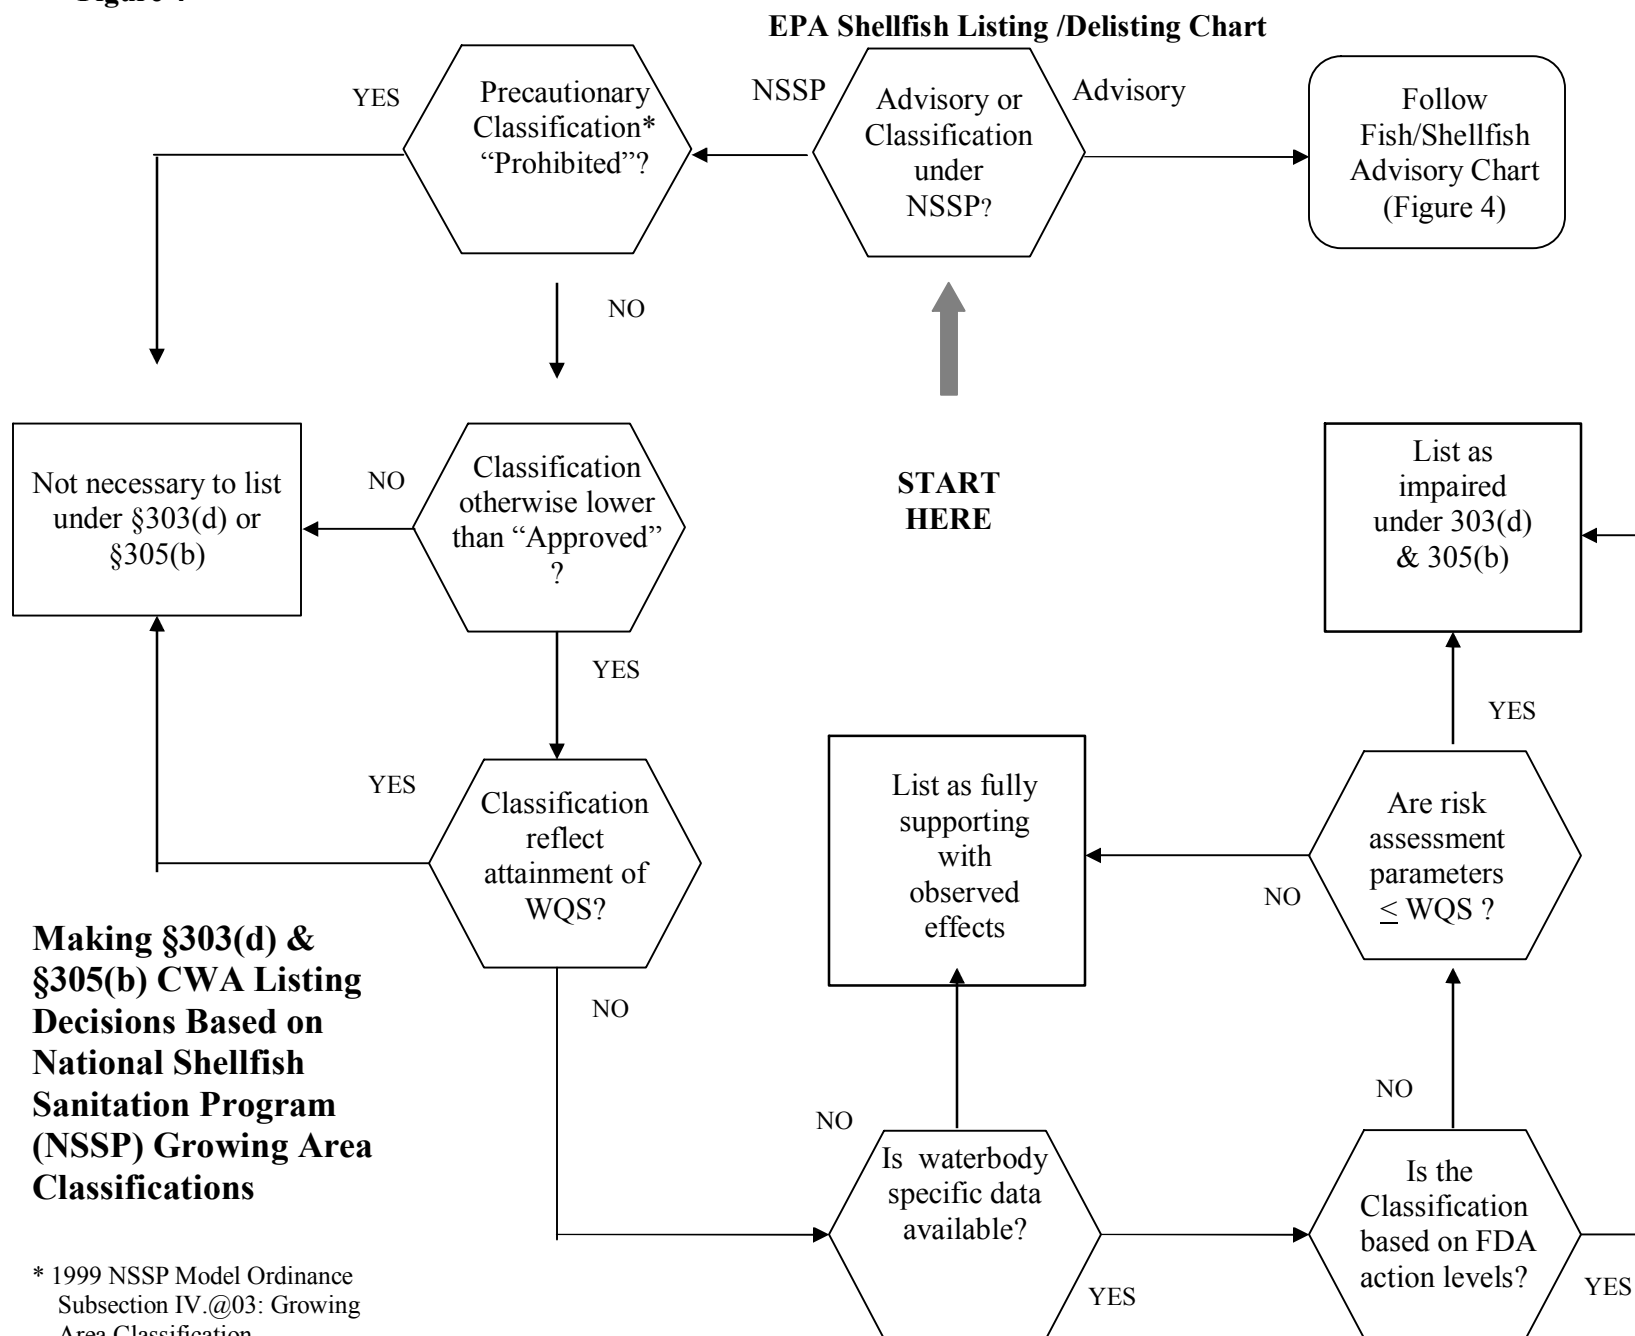 EPA Shellfish Listing /Delisting Chart
YES
Precautionary
Classification*
“Prohibited”?
NSSP
Advisory or
Classification
under
NSSP?
Advisory
Follow
Fish/Shellfish
Advisory Chart
(Figure 4)
NO
Not necessary to list
under §303(d) or
§305(b)
NO
Classification
otherwise lower
than “Approved”
?
START
HERE
List as
impaired
under 303(d)
& 305(b)
YES
YES
YES
Classification
reflect
attainment of
WQS?
List as fully
supporting
with
observed
effects
Are risk
assessment
parameters
≤ WQS ?
NO
NO
Making §303(d) &
§305(b) CWA Listing
Decisions Based on
National Shellfish
Sanitation Program
(NSSP) Growing Area
Classifications
NO
NO
Is waterbody
specific data
available?
YES
Is the
Classification
based on FDA
action levels?
YES
* 1999 NSSP Model Ordinance
Subsection IV.@03: Growing
Area Classification